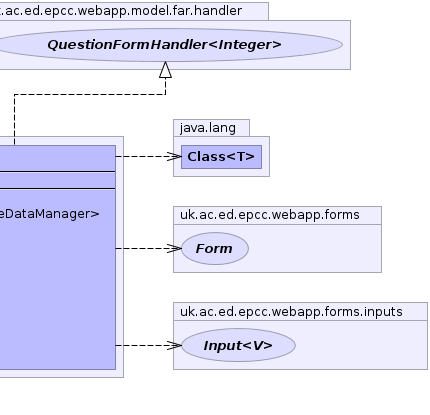 .ac.ed.epcc.webapp.model.far.handler
QuestionFormHandler<Integer>
java.lang
Class<T>
eDataManager>
uk.ac.ed.epcc.webapp.forms
Form
uk.ac.ed.epcc.webapp.forms.inputs
Input<V>